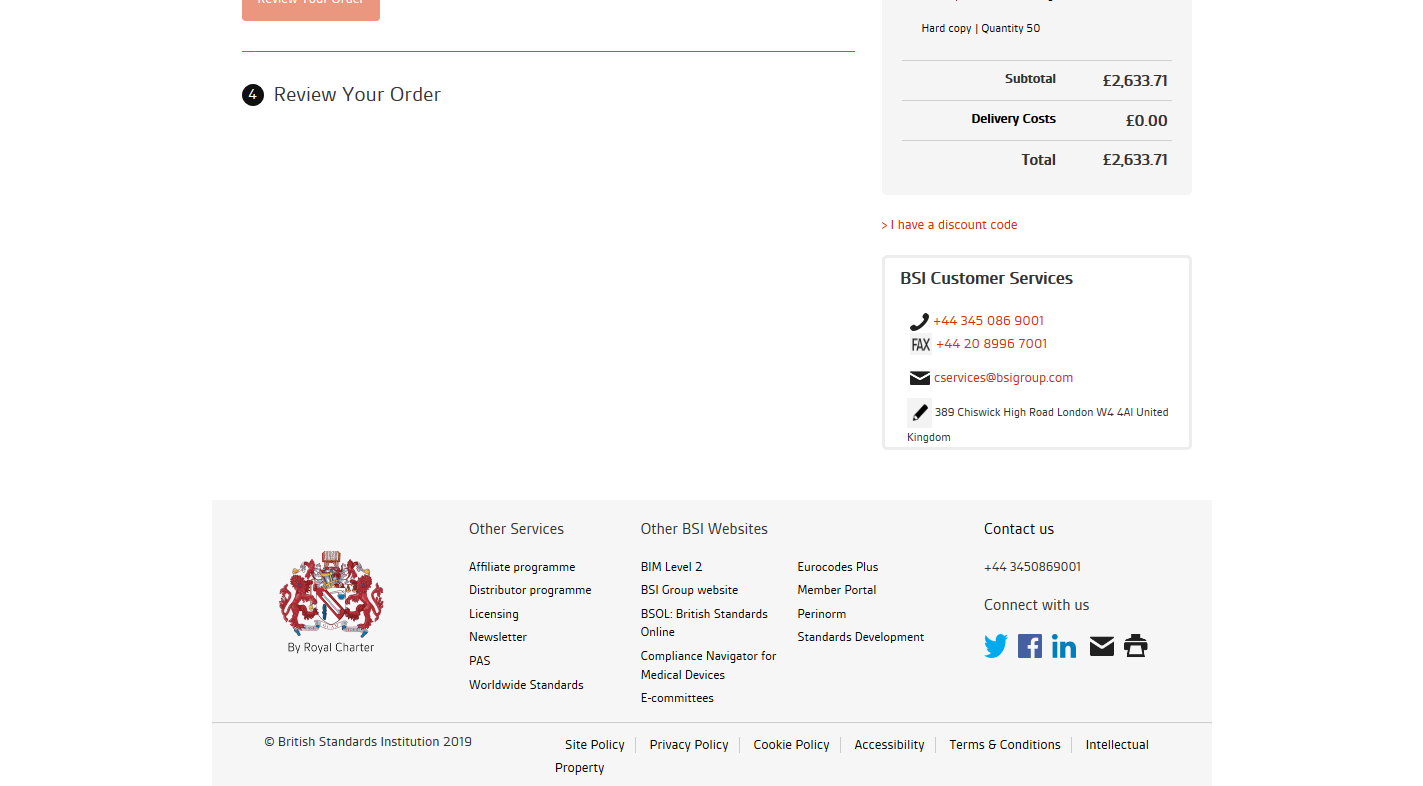 Review Your Order
Hard copy | Quantity 50
Subtotal £2,633.71
4 Review Your Order
Delivery Costs £0.00
Total £2,633.71
> I have a discount code
BSI Customer Services
+44 345 086 9001
FAX +44 20 8996 7001
cservices@bsigroup.com
389 Chiswick High Road London W4 4Al United
Kingdom
Other Services
Affiliate programme
Distributor programme
Licensing
Newsletter
PAS
Worldwide Standards
Other BSI Websites
BIM Level 2
BSI Group website
BSOL: British Standards
Online
Compliance Navigator for
Medical Devices
E-committees
Eurocodes Plus
Member Portal
Perinorm
Standards Development
Contact us
+44 3450869001
Connect with us
By Royal Charter
© British Standards Institution 2019
Site Policy | Privacy Policy | Cookie Policy | Accessibility | Terms & Conditions | Intellectual
Property